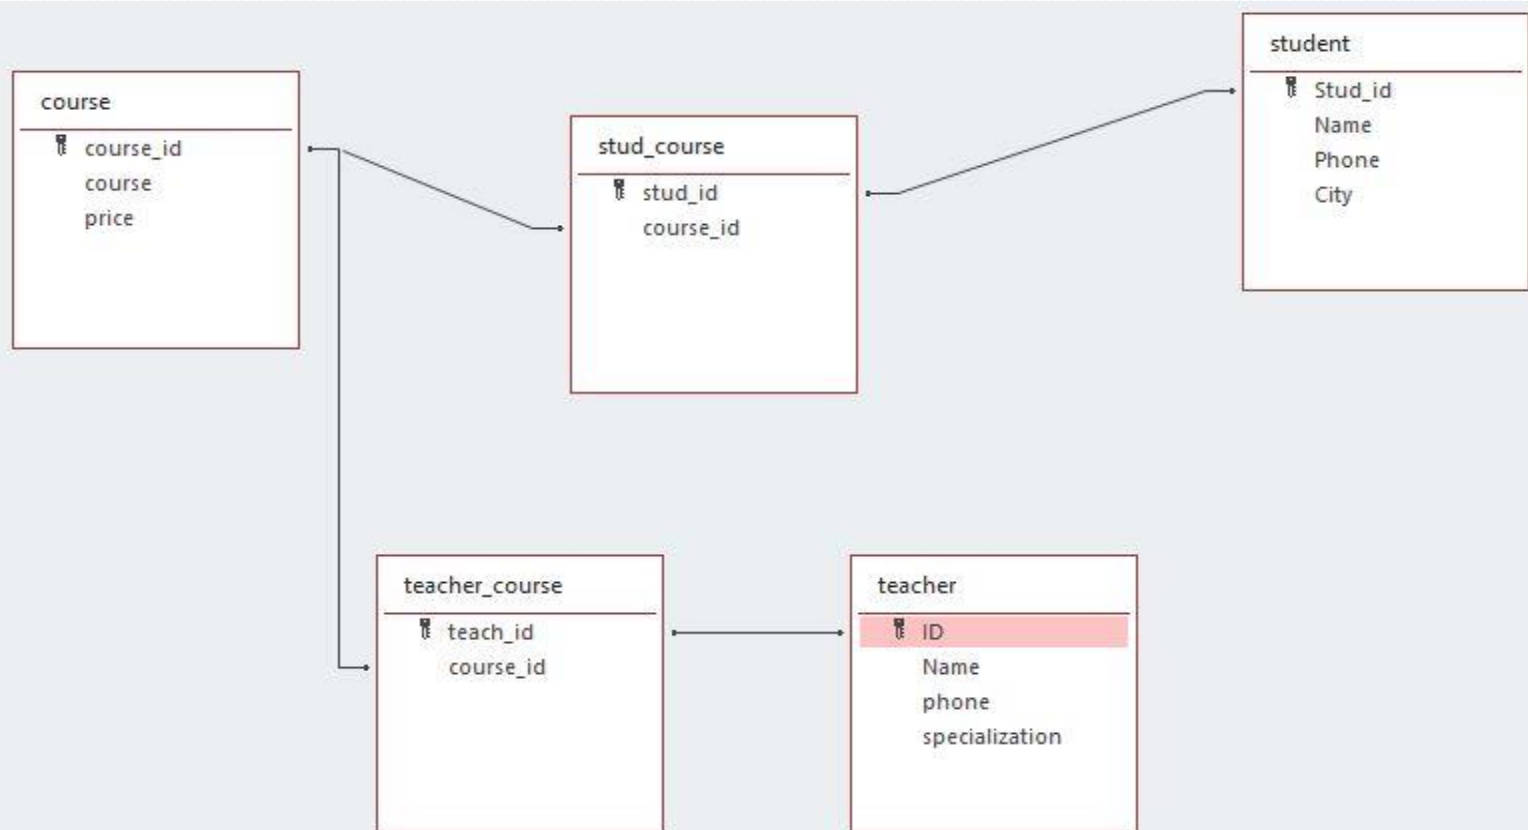 course
course_id
course
price
stud_course
stud_id
course_id
student
Stud_id
Name
Phone
City
teacher_course
teach_id
course_id
teacher
ID
Name
phone
specialization